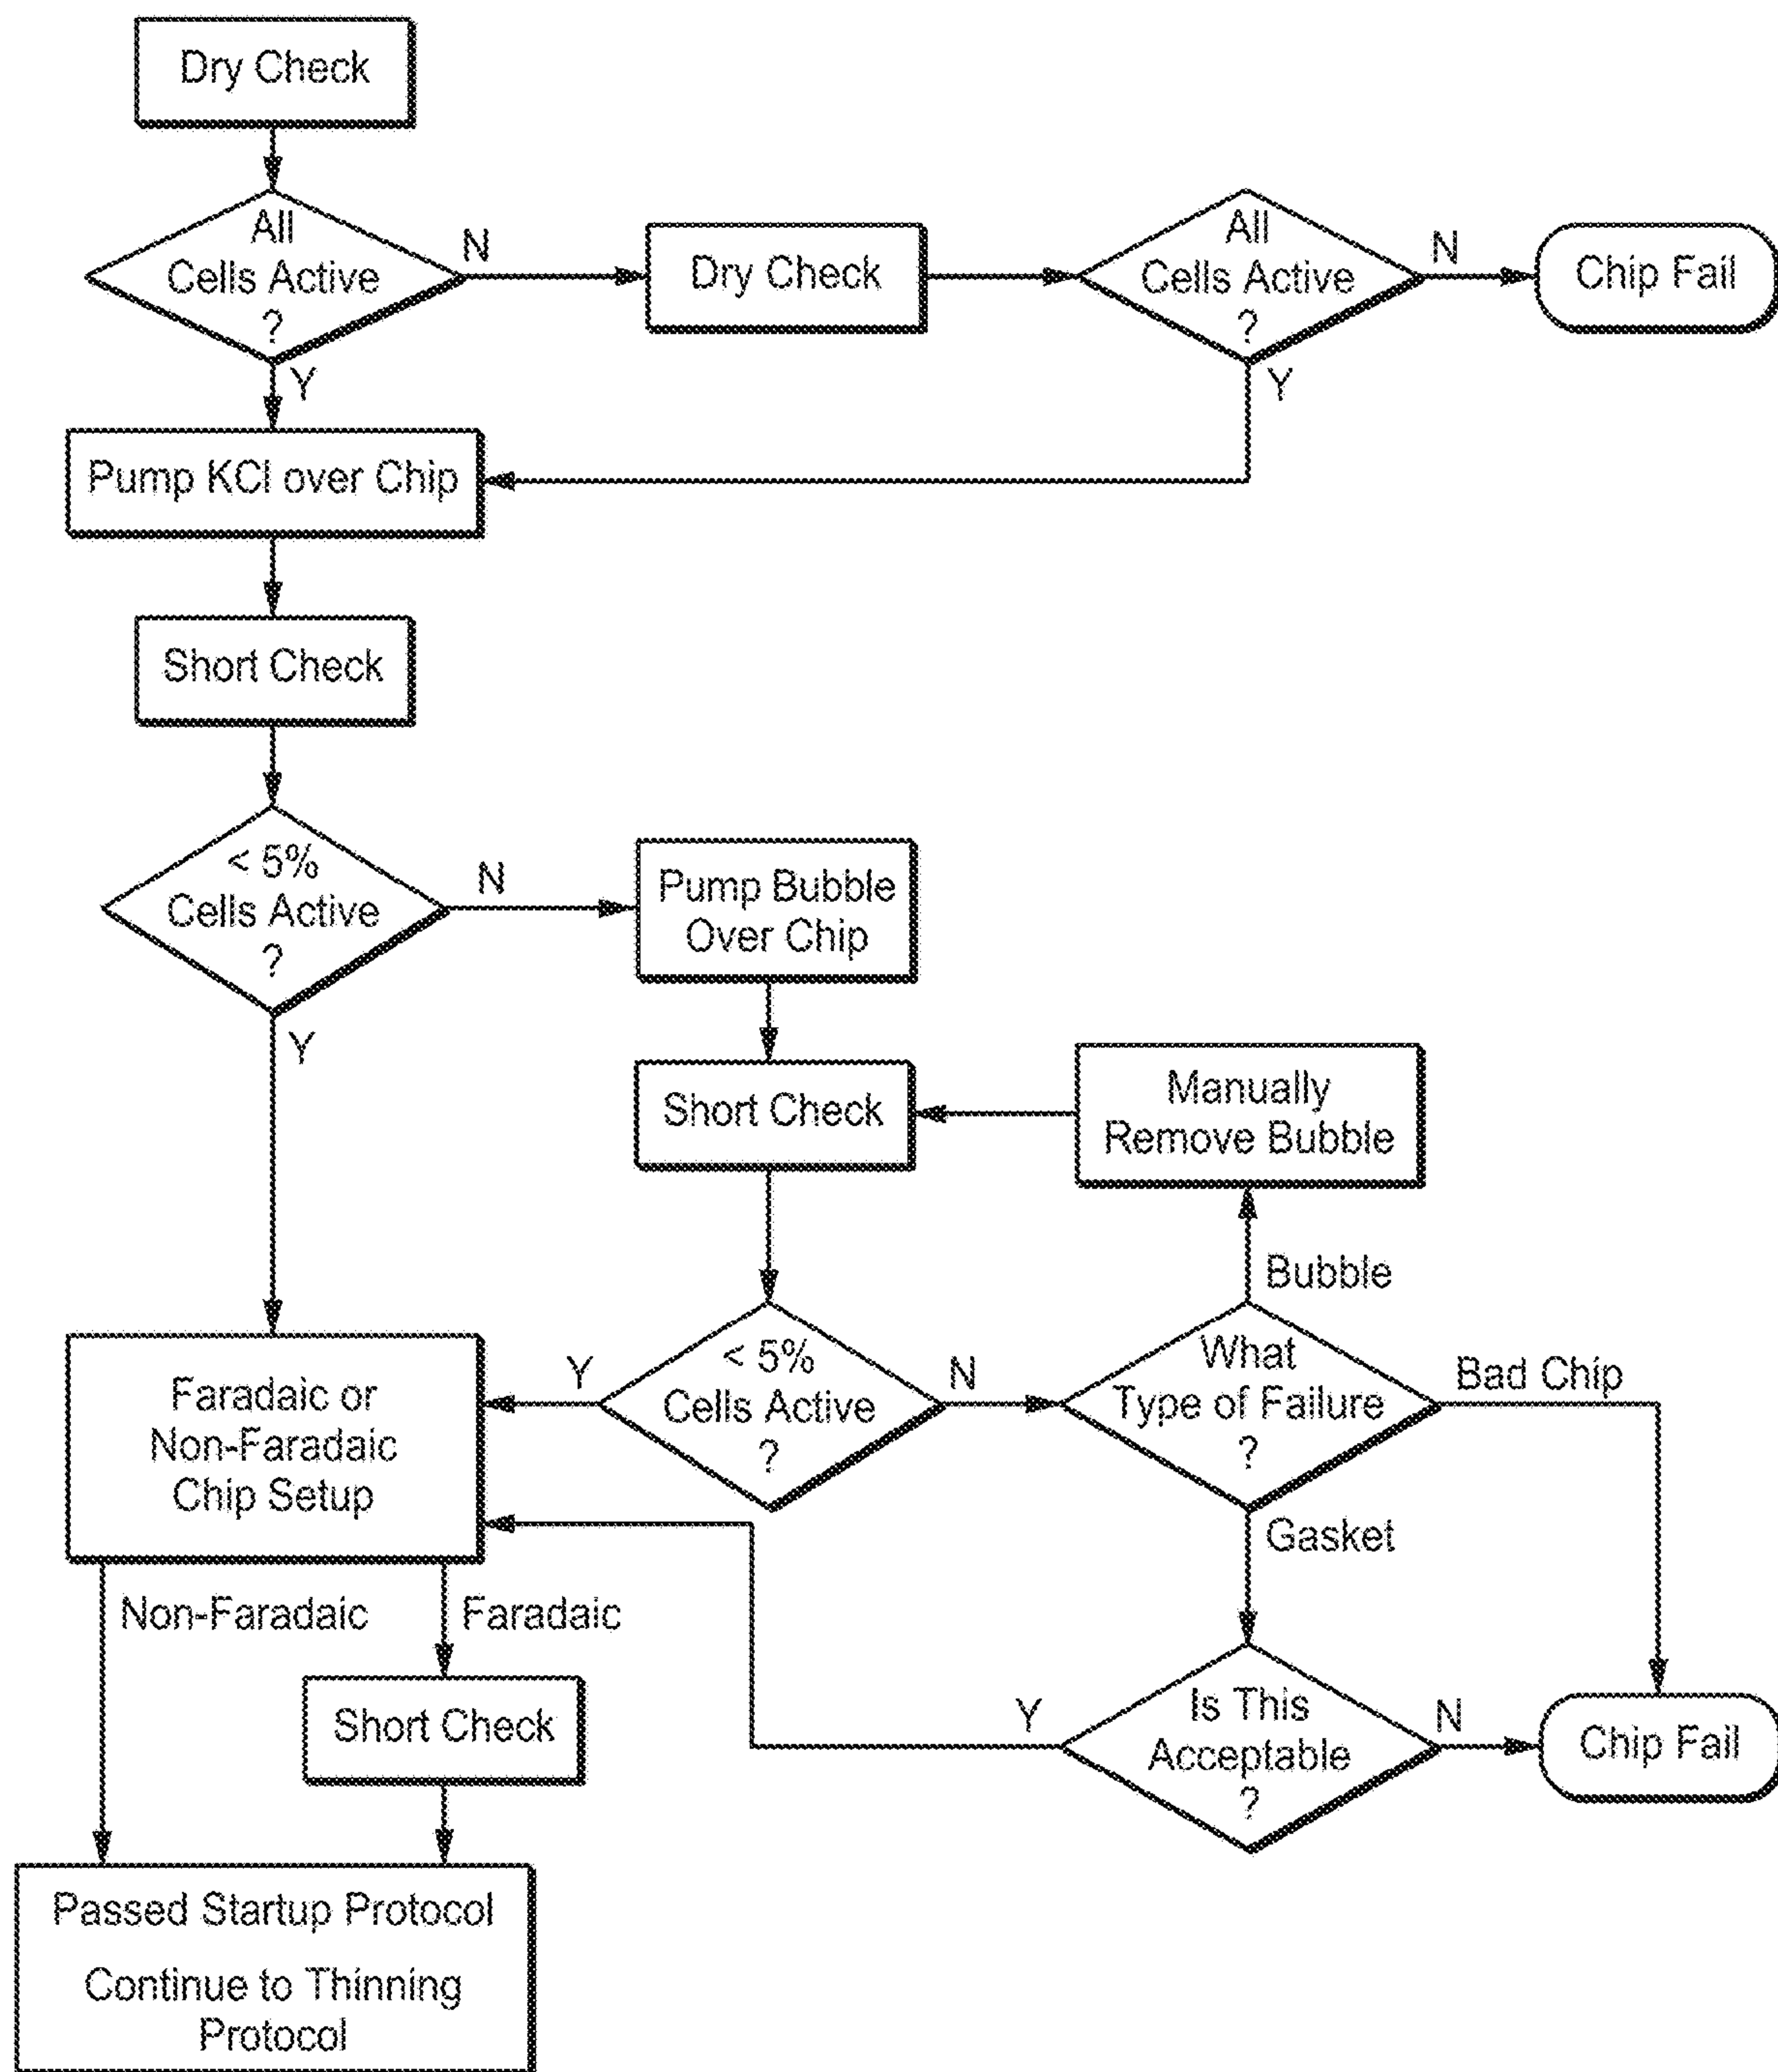 Dry Check
All
Cells Active
?
N
Dry Check
All
Cells Active
?
N
Chip Fail
Y
Y
Pump KCl over Chip
Short Check
< 5%
Cells Active
?
N
Pump Bubble
Over Chip
Y
Short Check
Manually
Remove Bubble
Bubble
Faradaic or
Non-Faradaic
Chip Setup
Y
< 5%
Cells Active
?
N
What
Type of Failure
?
Bad Chip
Gasket
Non-Faradaic
Faradaic
Short Check
Y
Is This
Acceptable
?
N
Chip Fail
Passed Startup Protocol
Continue to Thinning
Protocol